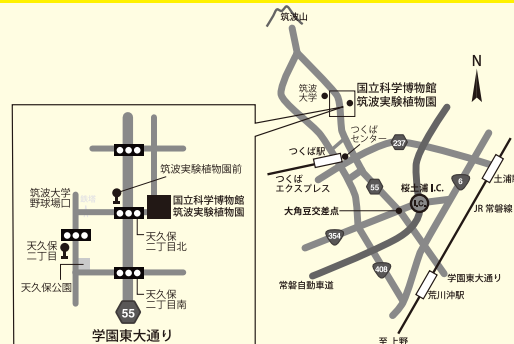 筑波山
N
筑波
大学
国立科学博物館
筑波実験植物園
つくば
センター
237
つくば駅
つくば
エクスプレス
55
桜土浦 I.C.
I.C.
6
土浦
JR 常磐線
大角豆交差点
354
408
常磐自動車道
学園東大通り
荒川沖駅
至 上野
筑波実験植物園前
筑波大学
野球場口
国立科学博物館
筑波実験植物園
天久保
二丁目
天久保
二丁目北
天久保公園
天久保
二丁目南
55
学園東大通り